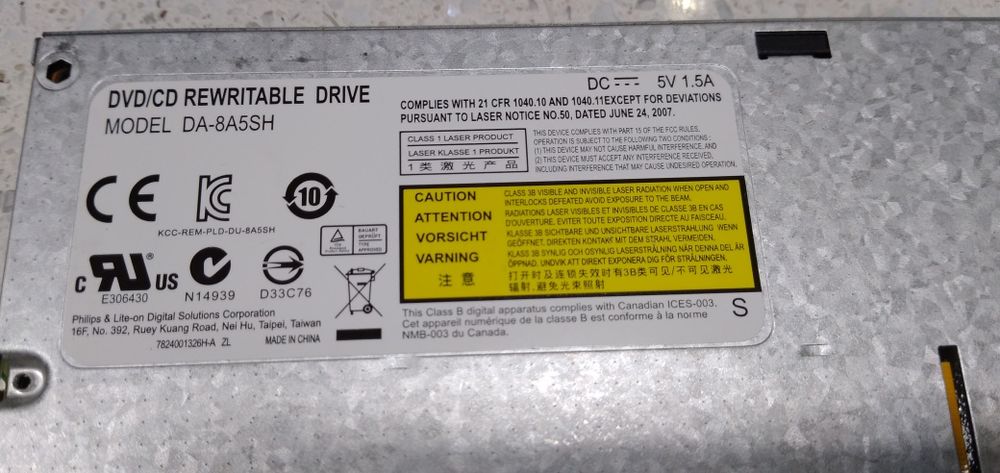 DVD/CD REWRITABLE DRIVE
MODEL DA-8A5SH
DC 5V 1.5A
COMPLIES WITH 21 CFR 1040.10 AND 1040.11EXCEPT FOR DEVIATIONS
PURSUANT TO LASER NOTICE NO.50, DATED JUNE 24, 2007.
CLASS 1 LASER PRODUCT
LASER KLASSE 1 PRODUKT
1 类 激 光 产 品
THIS DEVICE COMPLIES WITH PART 15 OF THE FCC RULES,
OPERATION IS SUBJECT TO THE FOLLOWING TWO CONDITIONS :
(1) THIS DEVICE MAY NOT CAUSE HARMFUL INTERFERENCE, AND
(2) THIS DEVICE MUST ACCEPT ANY INTERFERENCE RECEIVED,
INCLUDING INTERFERENCE THAT MAY CAUSE UNDESIRED OPERATION.
CE
KCC-REM-PLD-DU-8A5SH
10
BAUART
GEPRÜFT
TYPE
APPROVED
CAUTION
ATTENTION
VORSICHT
VARNING
注 意
CLASS 3B VISIBLE AND INVISIBLE LASER RADIATION WHEN OPEN AND
INTERLOCKS DEFEATED AVOID EXPOSURE TO THE BEAM.
RADIATIONS LASER VISIBLES ET INVISIBLES DE CLASSE 3B EN CAS
D'OUVERTURE. EVITER TOUTE EXPOSITION DIRECTE AU FAISCEAU.
KLASSE 3B SICHTBARE UND UNSICHTBARE LASERSTRAHLUNG WENN
GEÖFFNET. DIREKTEN KONTAKT MIT DEM STRAHL VERMEIDEN.
KLASS 3B SYNLIG OCH OSYNLIG LASERSTRÅLNING NÄR DENNA DEL ÄR
ÖPPNAD. UNDVIK ATT DIREKT EXPONERA DIG FÖR STRÅLNINGEN.
打开时及连锁失效时有3B类可见/不可见激光
辐射.避免光束照射
c RU US
E306430
N14939
D33C76
Philips & Lite-on Digital Solutions Corporation
16F, No. 392, Ruey Kuang Road, Nei Hu, Taipei, Taiwan
7824001326H-A ZL
MADE IN CHINA
This Class B digital apparatus complies with Canadian ICES-003.
Cet appareil numérique de la classe B est conforme à la norme
NMB-003 du Canada.
S